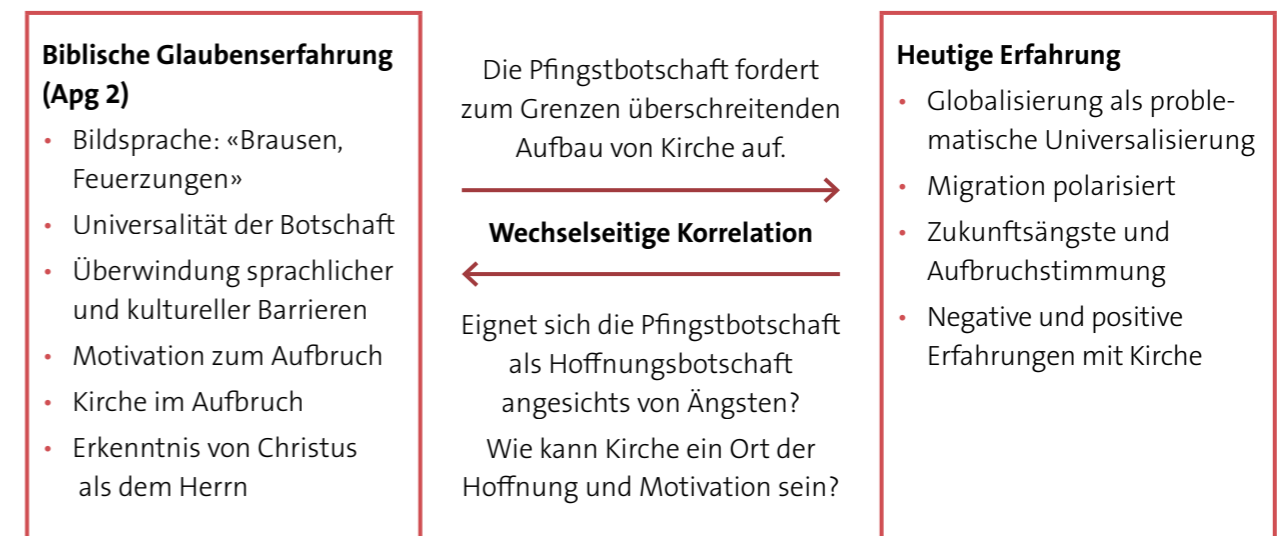 Biblische Glaubenserfahrung
(Apg 2)
• Bildsprache: «Brausen,
Feuerzungen»
• Universalität der Botschaft
• Überwindung sprachlicher
und kultureller Barrieren
• Motivation zum Aufbruch
• Kirche im Aufbruch
• Erkenntnis von Christus
als dem Herrn
Die Pfingstbotschaft fordert
zum Grenzen überschreitenden
Aufbau von Kirche auf.
Wechselseitige Korrelation
Eignet sich die Pfingstbotschaft
als Hoffnungsbotschaft
angesichts von Ängsten?
Wie kann Kirche ein Ort der
Hoffnung und Motivation sein?
Heutige Erfahrung
• Globalisierung als proble-
matische Universalisierung
• Migration polarisiert
• Zukunftsängste und
Aufbruchstimmung
• Negative und positive
Erfahrungen mit Kirche